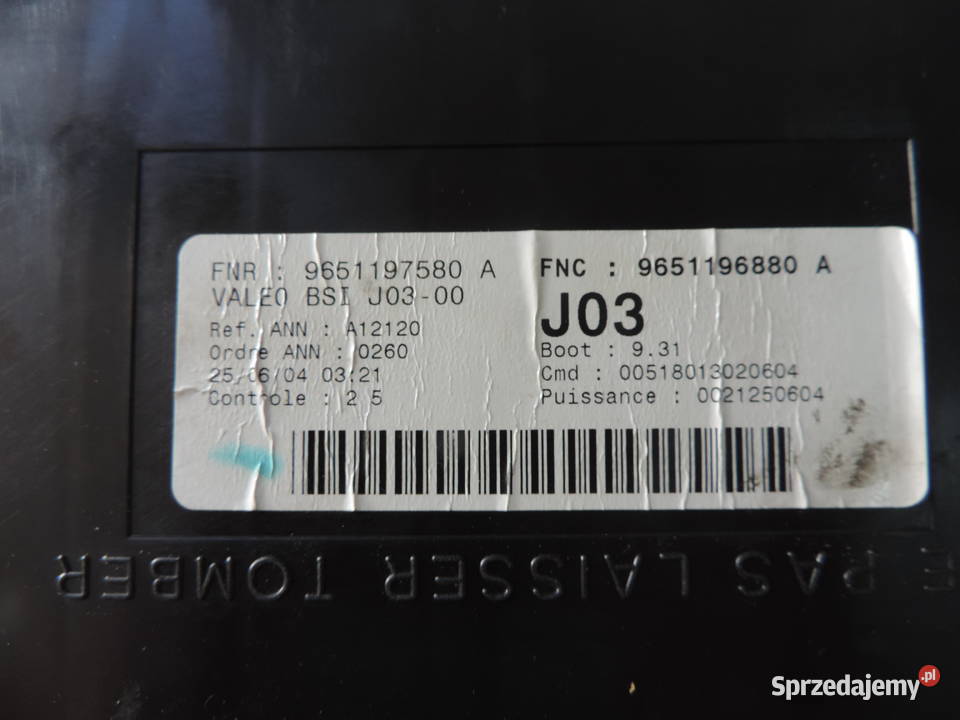 FNR : 9651197580 A
VALEO BSI J03-00
Ref. ANN : A12120
Ordre ANN : 0260
25/06/04 03:21
Controle : 2 5
FNC : 9651196880 A
J03
Boot : 9.31
Cmd : 00518013020604
Puissance : 0021250604
E PAS LAISSER TOMBER
Sprzedajemy.pl